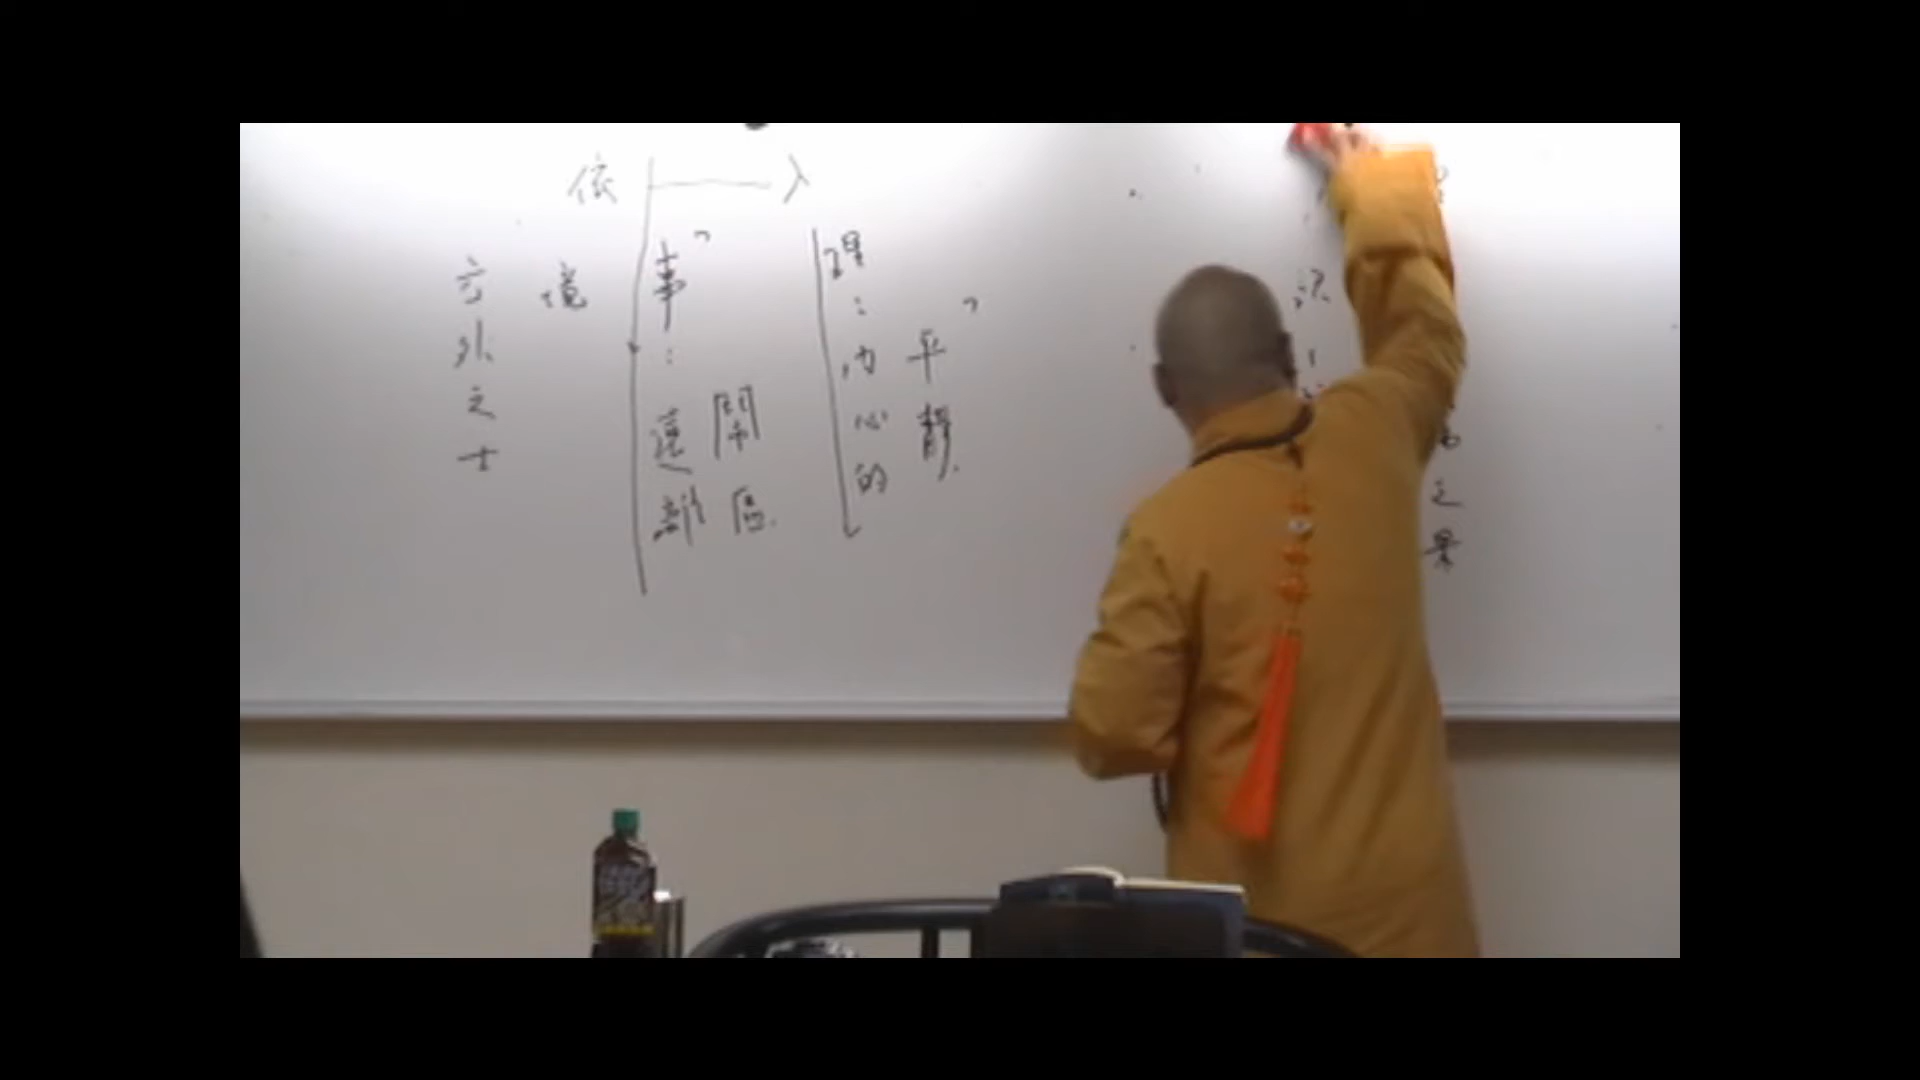 依 入
方外之士
境
事：遠離
鬧區
理：內心的
平靜
之景